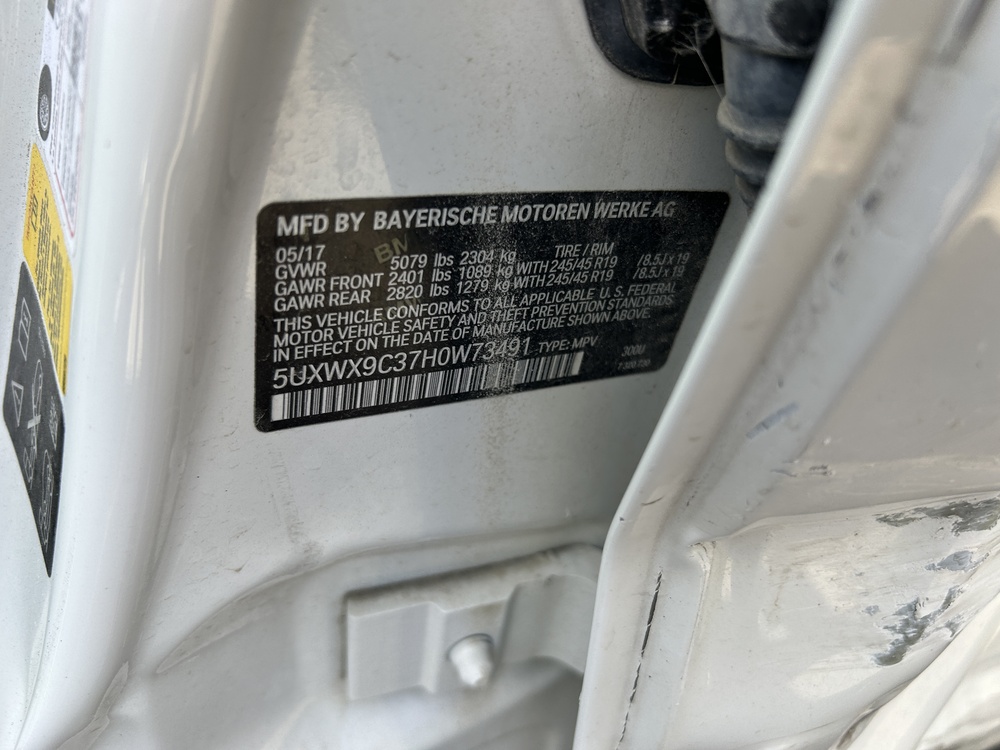 MFD BY BAYERISCHE MOTOREN WERKE AG
05/17 TIRE / RIM
GVWR 5079 lbs 2304 kg
GAWR FRONT 2401 lbs 1089 kg WITH 245/45 R19 /8.5J x 19
GAWR REAR 2820 lbs 1279 kg WITH 245/45 R19 /8.5J x 19
THIS VEHICLE CONFORMS TO ALL APPLICABLE U.S. FEDERAL
MOTOR VEHICLE SAFETY AND THEFT PREVENTION STANDARDS
IN EFFECT ON THE DATE OF MANUFACTURE SHOWN ABOVE.
5UXWX9C37H0W73491 TYPE: MPV 300U